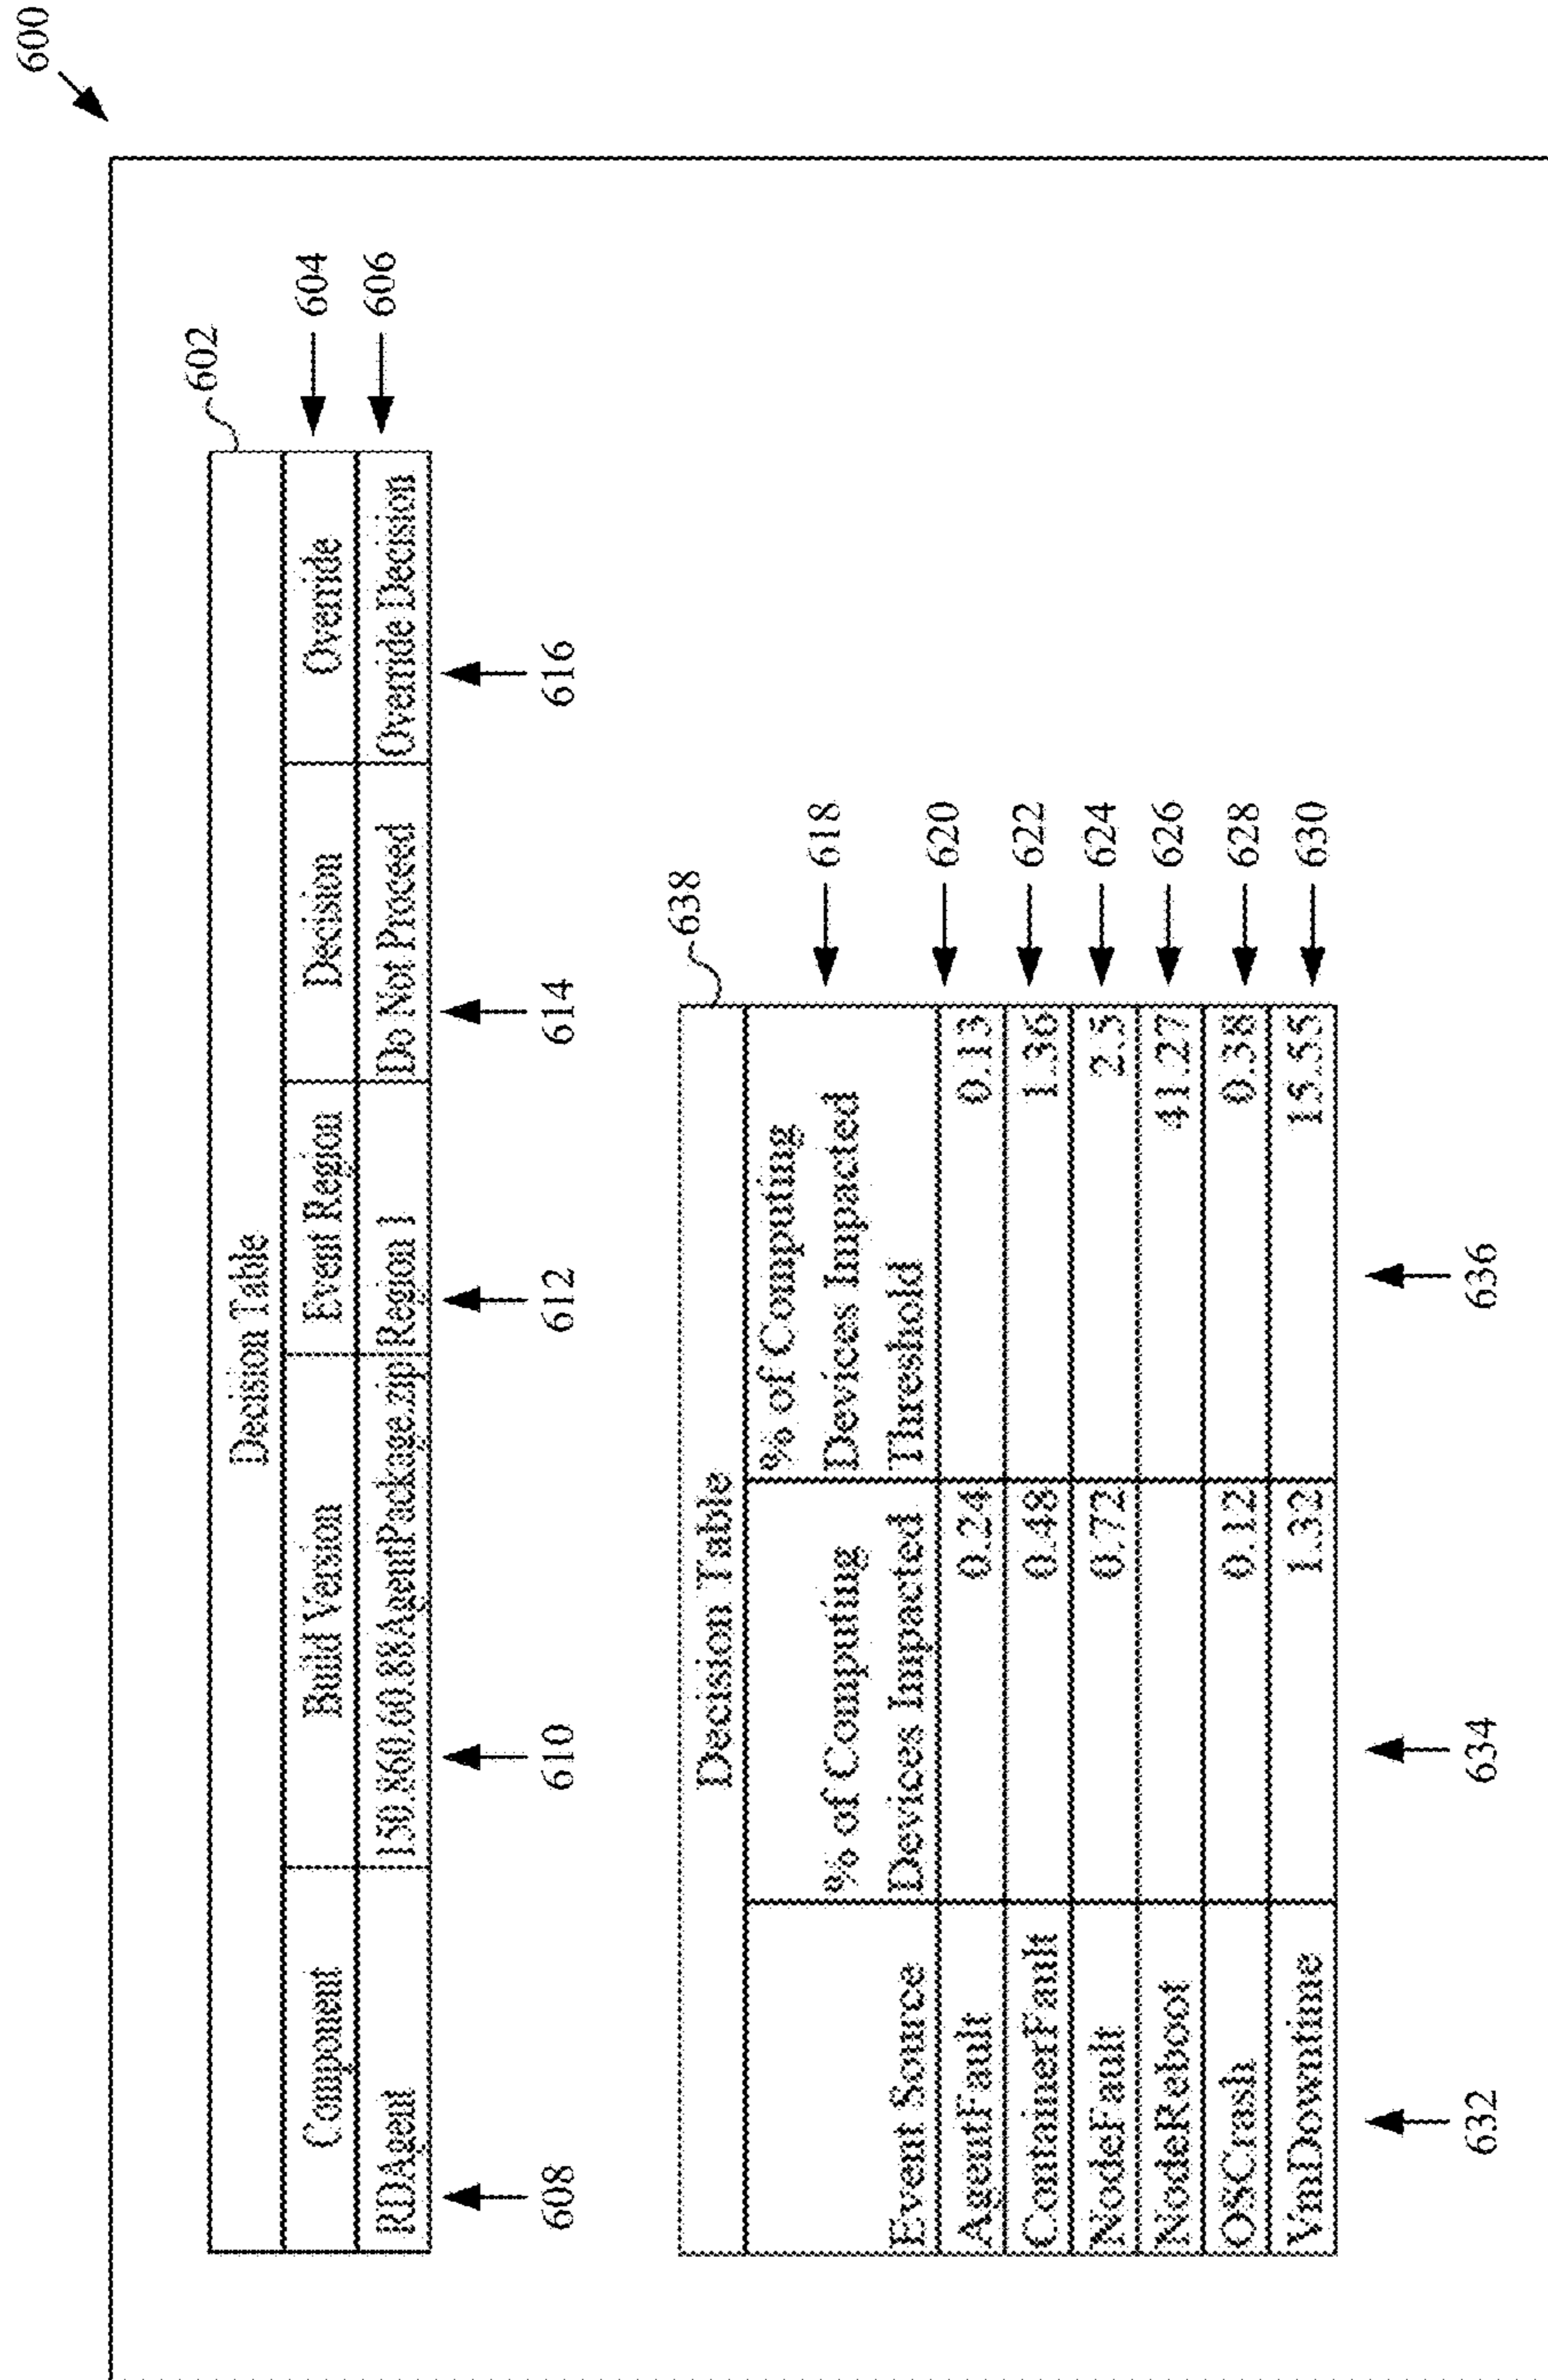 600
602
Decision Table
Component Build Version Event Region Decision Override
604
RDAgent 150.860.60.88AgentPackage.zip Region 1 Do Not Proceed Override Decision
606
608 610 612 614 616
638
Decision Table
% of Computing % of Computing
Devices Impacted
Event Source Devices Impacted Threshold
618
AgentFault 0.24 0.13
620
ContainerFault 0.48 1.36
622
NodeFault 0.72 2.5
624
NodeReboot 41.27
626
OSCrash 0.12 0.38
628
VmDowntime 1.32 15.55
630
632 634 636